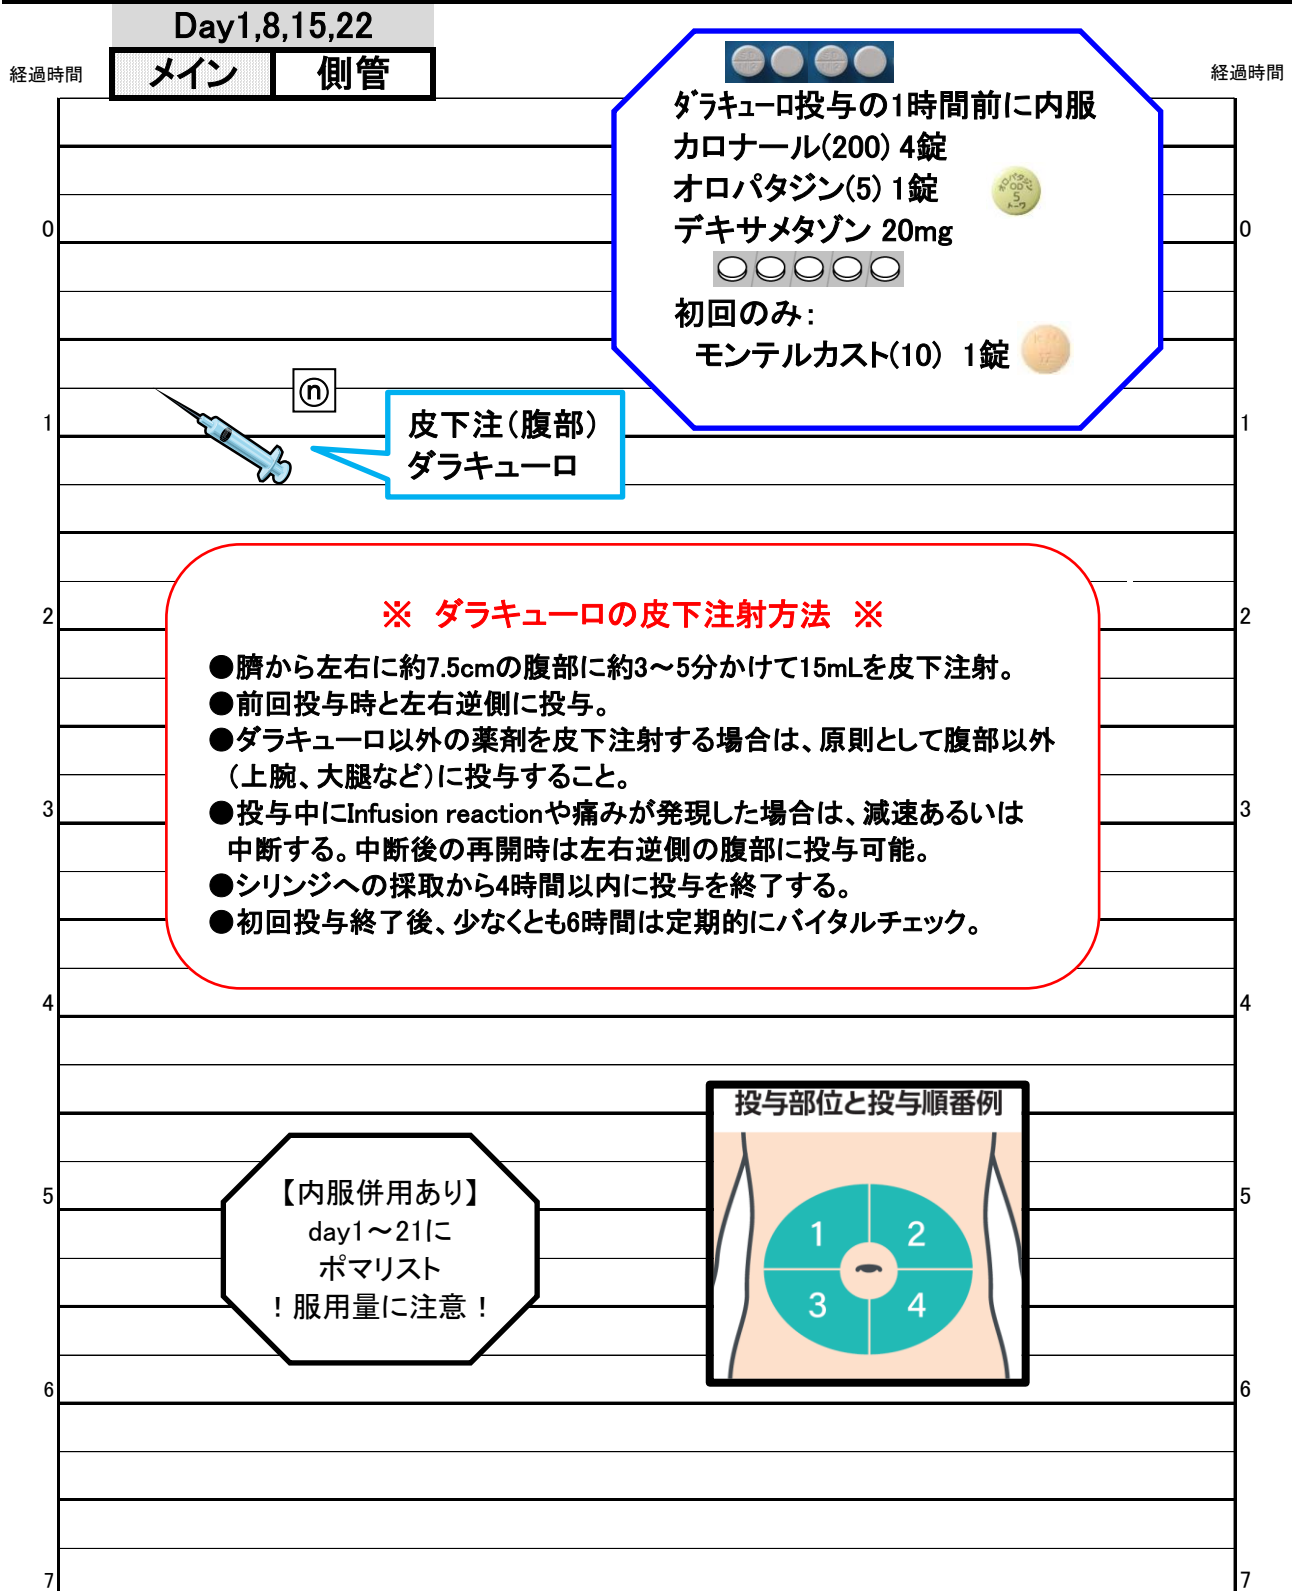 Day1,8,15,22
メイン 側管
経過時間
経過時間
ﾀﾞﾗｷｭｰﾛ投与の1時間前に内服
カロナール(200) 4錠
オロパタジン(5) 1錠
オロパタジン
OD
5
トーワ
デキサメタゾン 20mg
初回のみ：
モンテルカスト(10) 1錠
0
0
ⓝ
1
1
皮下注（腹部）
ダラキューロ
※ ダラキューロの皮下注射方法 ※
2
2
●臍から左右に約7.5cmの腹部に約3～5分かけて15mLを皮下注射。
●前回投与時と左右逆側に投与。
●ダラキューロ以外の薬剤を皮下注射する場合は、原則として腹部以外
（上腕、大腿など）に投与すること。
3
3
●投与中にInfusion reactionや痛みが発現した場合は、減速あるいは
中断する。中断後の再開時は左右逆側の腹部に投与可能。
●シリンジへの採取から4時間以内に投与を終了する。
●初回投与終了後、少なくとも6時間は定期的にバイタルチェック。
4
4
投与部位と投与順番例
1 2
3 4
【内服併用あり】
day1～21に
ポマリスト
！服用量に注意！
5
5
6
6
7
7